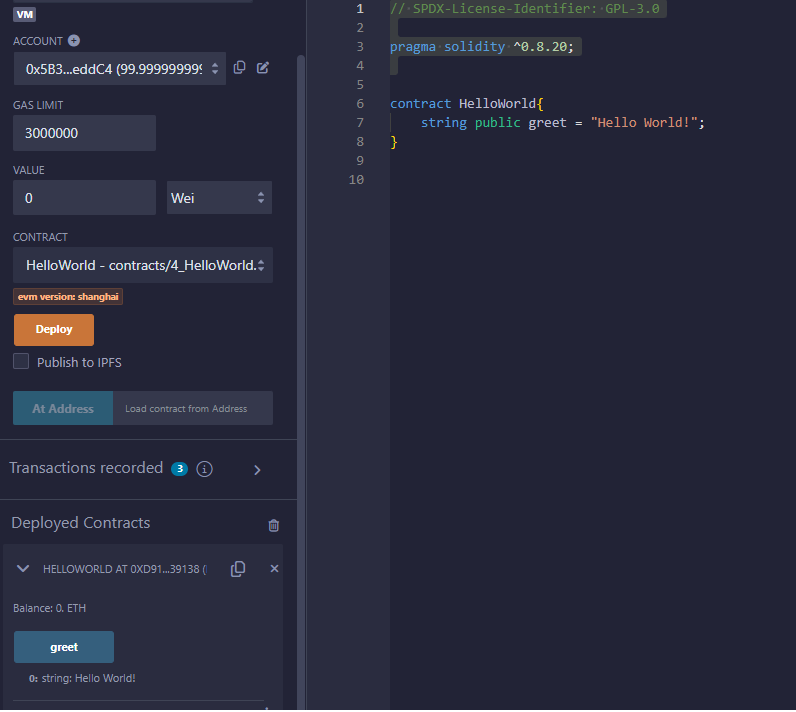 VM
ACCOUNT
0x5B3...eddC4 (99.9999999999
GAS LIMIT
3000000
VALUE
0
Wei
CONTRACT
HelloWorld - contracts/4_HelloWorld.
evm version: shanghai
Deploy
Publish to IPFS
At Address
Load contract from Address
Transactions recorded 3 i
Deployed Contracts
HELLOWORLD AT 0XD91...39138 (
Balance: 0. ETH
greet
0: string: Hello World!
1 // SPDX-License-Identifier: GPL-3.0
2
3 pragma solidity ^0.8.20;
4
5
6 contract HelloWorld{
7 string public greet = "Hello World!";
8 }
9
10